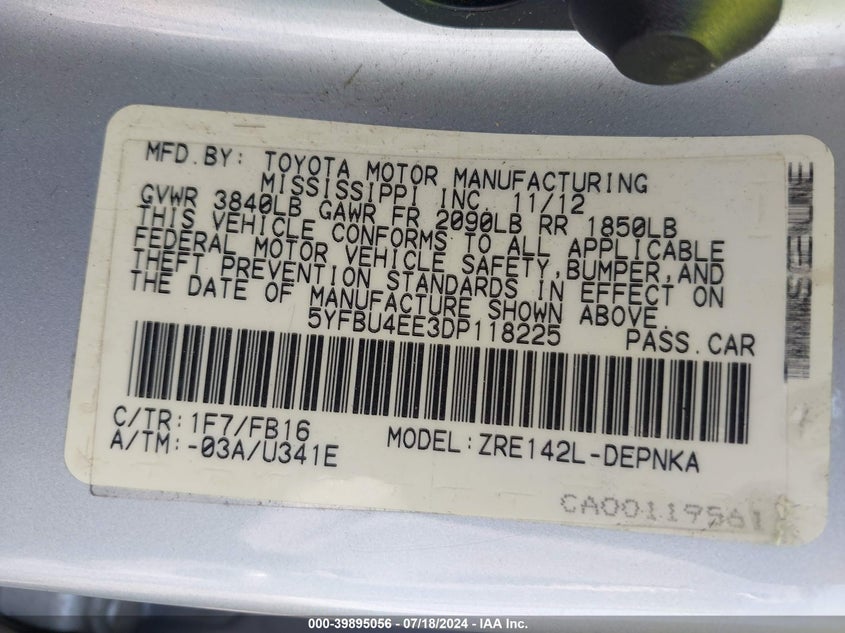 MFD.BY: TOYOTA MOTOR MANUFACTURING
MISSISSIPPI INC. 11/12
GVWR 3840LB GAWR FR 2090LB RR 1850LB
THIS VEHICLE CONFORMS TO ALL APPLICABLE
FEDERAL MOTOR VEHICLE SAFETY,BUMPER,AND
THEFT PREVENTION STANDARDS IN EFFECT ON
THE DATE OF MANUFACTURE SHOWN ABOVE.
5YFBU4EE3DP118225 PASS.CAR
C/TR:1F7/FB16
A/TM:-03A/U341E MODEL:ZRE142L-DEPNKA
CA00119561
000-39895056 - 07/18/2024 - IAA Inc.